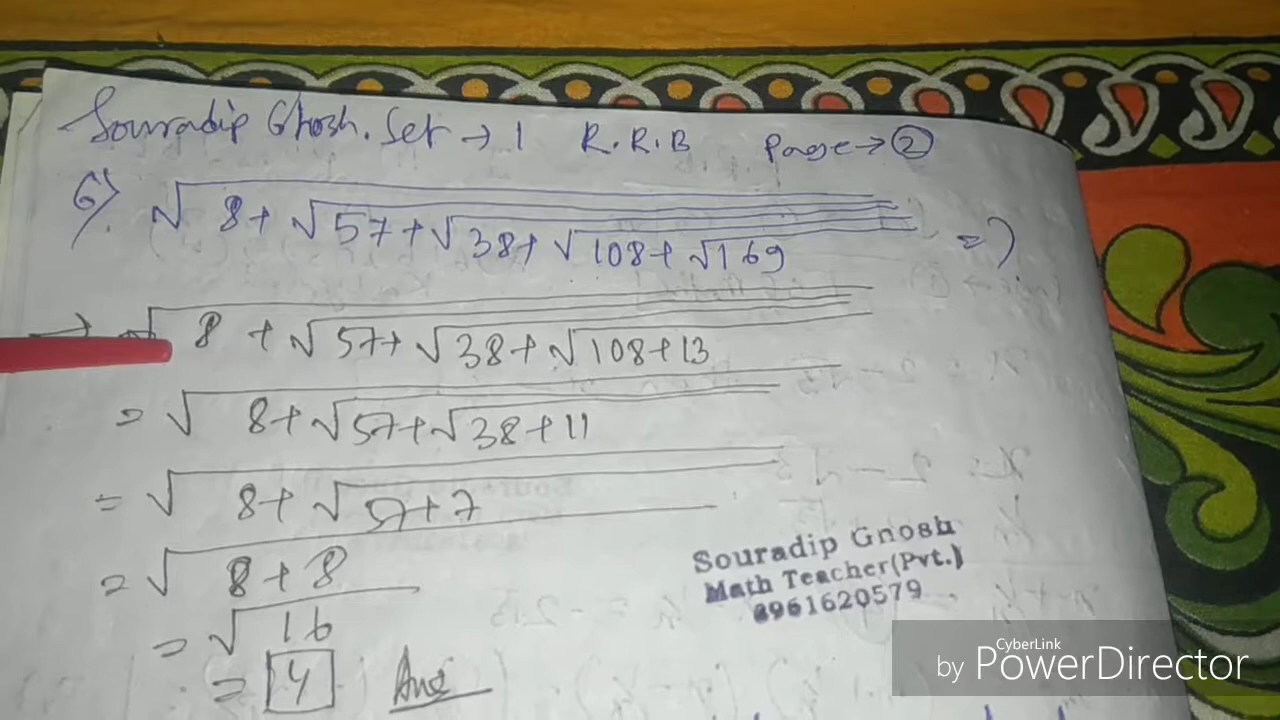 Souradip Ghosh. Set → 1 R.R.B Page → ②
6). √8+√57+√38+√108+√169 = ?
→ √8+√57+√38+√108+13
= √8+√57+√38+11
= √8+√57+7
= √8+8
= √16
= 4 Ans
Souradip Ghosh
Math Teacher(Pvt.)
8961620579
CyberLink
by PowerDirector